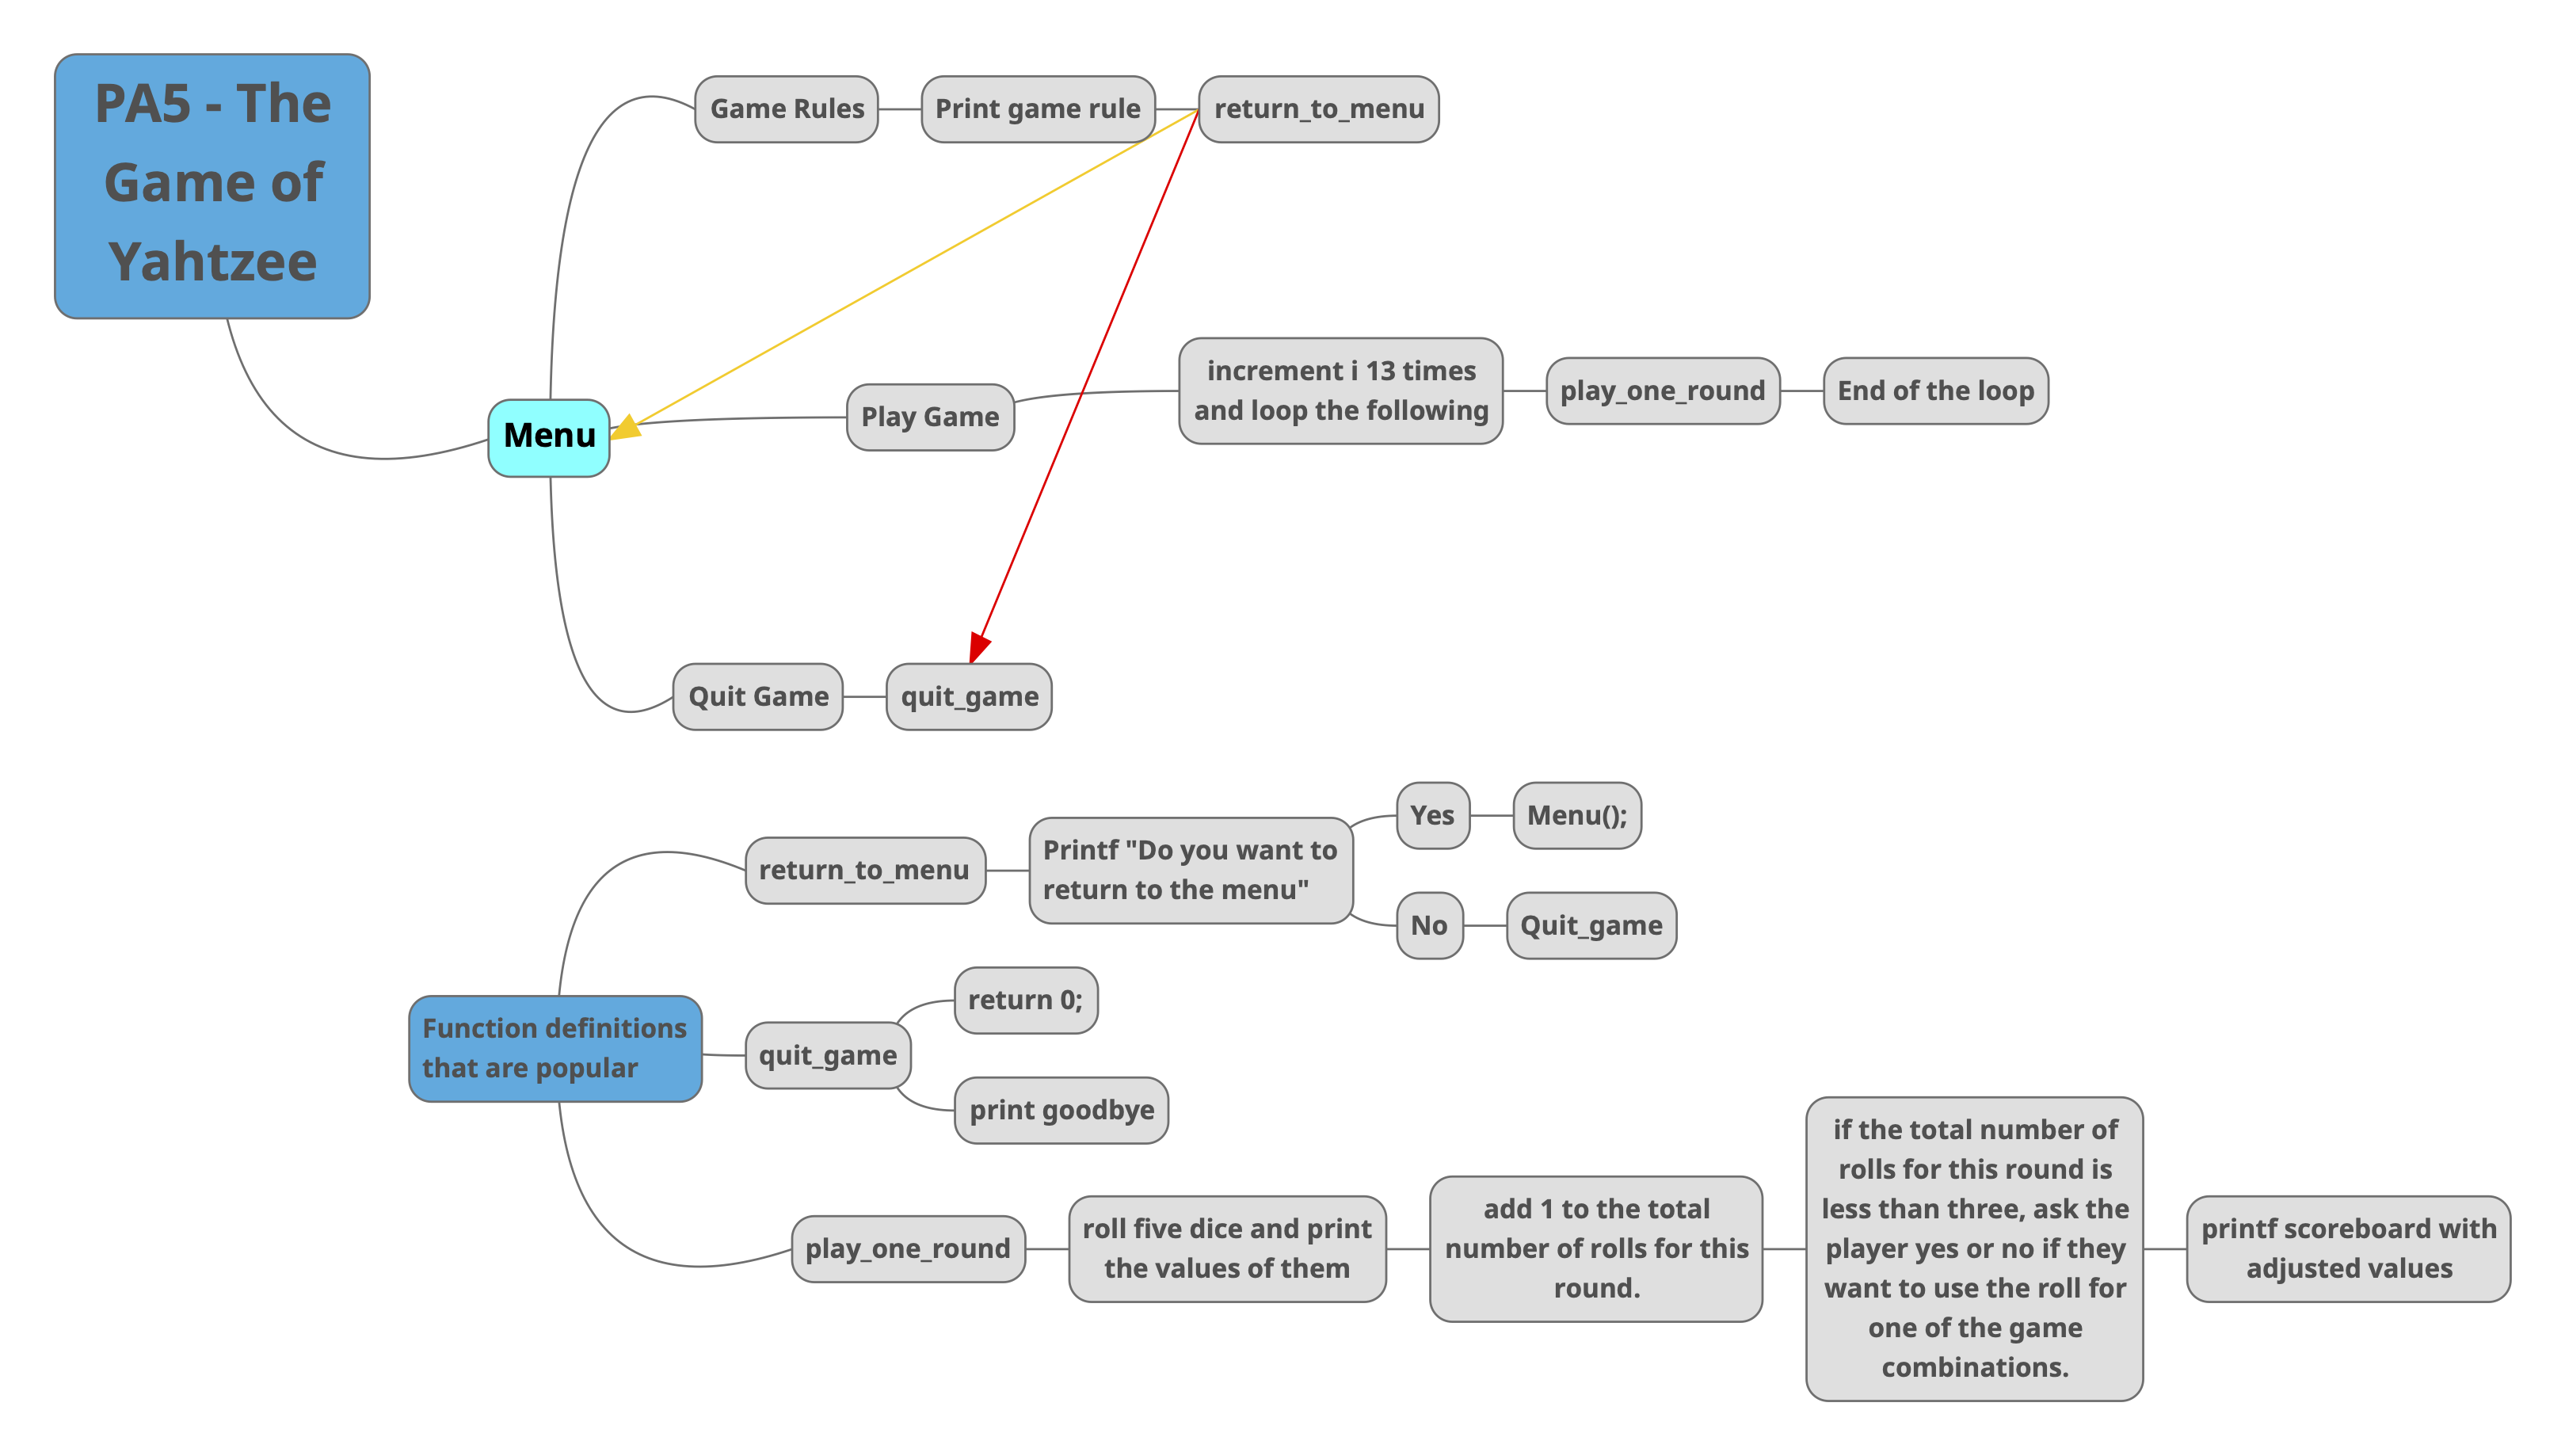 PA5 - The
Game of
Yahtzee
Game Rules
Print game rule
return_to_menu
Menu
Play Game
increment i 13 times
and loop the following
play_one_round
End of the loop
Quit Game
quit_game
Function definitions
that are popular
return_to_menu
Printf "Do you want to
return to the menu"
Yes
Menu();
No
Quit_game
quit_game
return 0;
print goodbye
play_one_round
roll five dice and print
the values of them
add 1 to the total
number of rolls for this
round.
if the total number of
rolls for this round is
less than three, ask the
player yes or no if they
want to use the roll for
one of the game
combinations.
printf scoreboard with
adjusted values